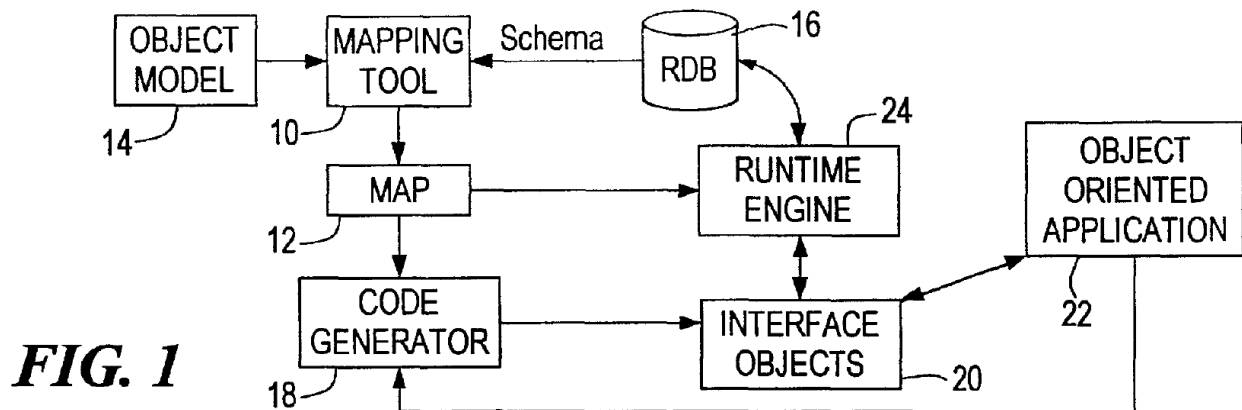 OBJECT
MODEL
14
MAPPING
TOOL
10
Schema
RDB
16
MAP
12
RUNTIME
ENGINE
24
OBJECT
ORIENTED
APPLICATION
22
CODE
GENERATOR
18
INTERFACE
OBJECTS
20
FIG. 1